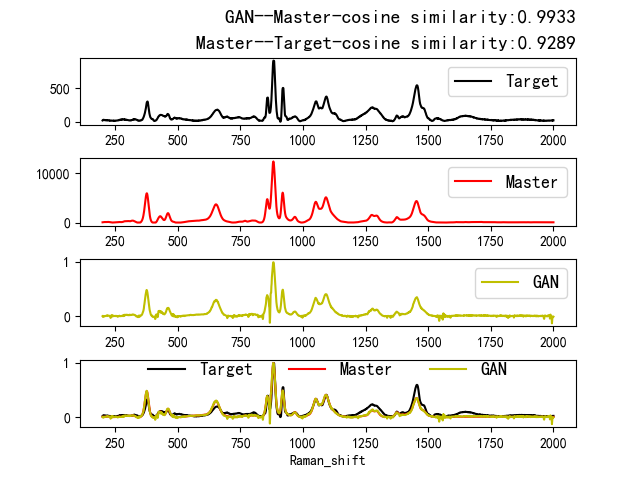 GAN--Master-cosine similarity:0.9933
Master--Target-cosine similarity:0.9289
500
0
Target
250 500 750 1000 1250 1500 1750 2000
10000
0
Master
250 500 750 1000 1250 1500 1750 2000
1
0
GAN
250 500 750 1000 1250 1500 1750 2000
1
0
Target Master GAN
250 500 750 1000 1250 1500 1750 2000
Raman_shift